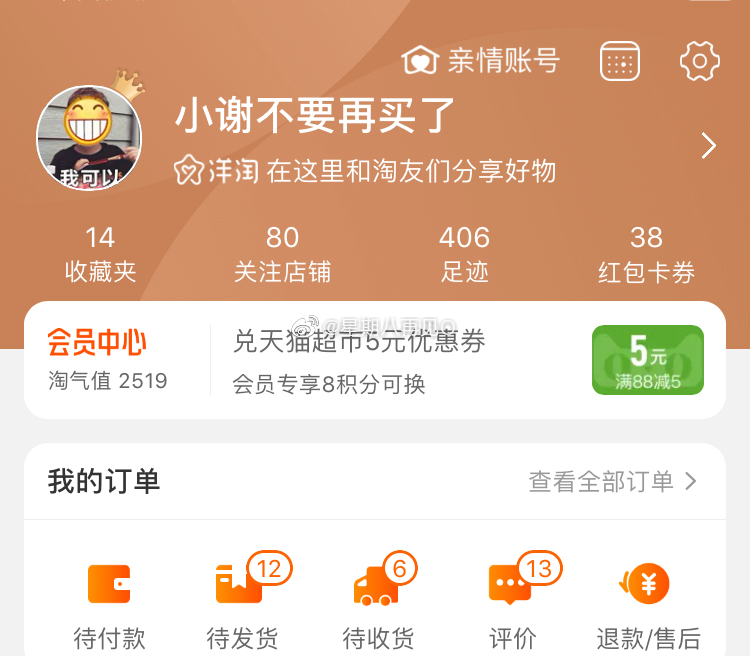 亲情账号
小谢不要再买了
我可以
洋淘 在这里和淘友们分享好物
14 80 406 38
收藏夹 关注店铺 足迹 红包卡券
@星期八再见
会员中心 兑天猫超市5元优惠券
淘气值 2519 会员专享8积分可换
5元
满88减5
我的订单 查看全部订单
12 6 13
待付款 待发货 待收货 评价 退款/售后